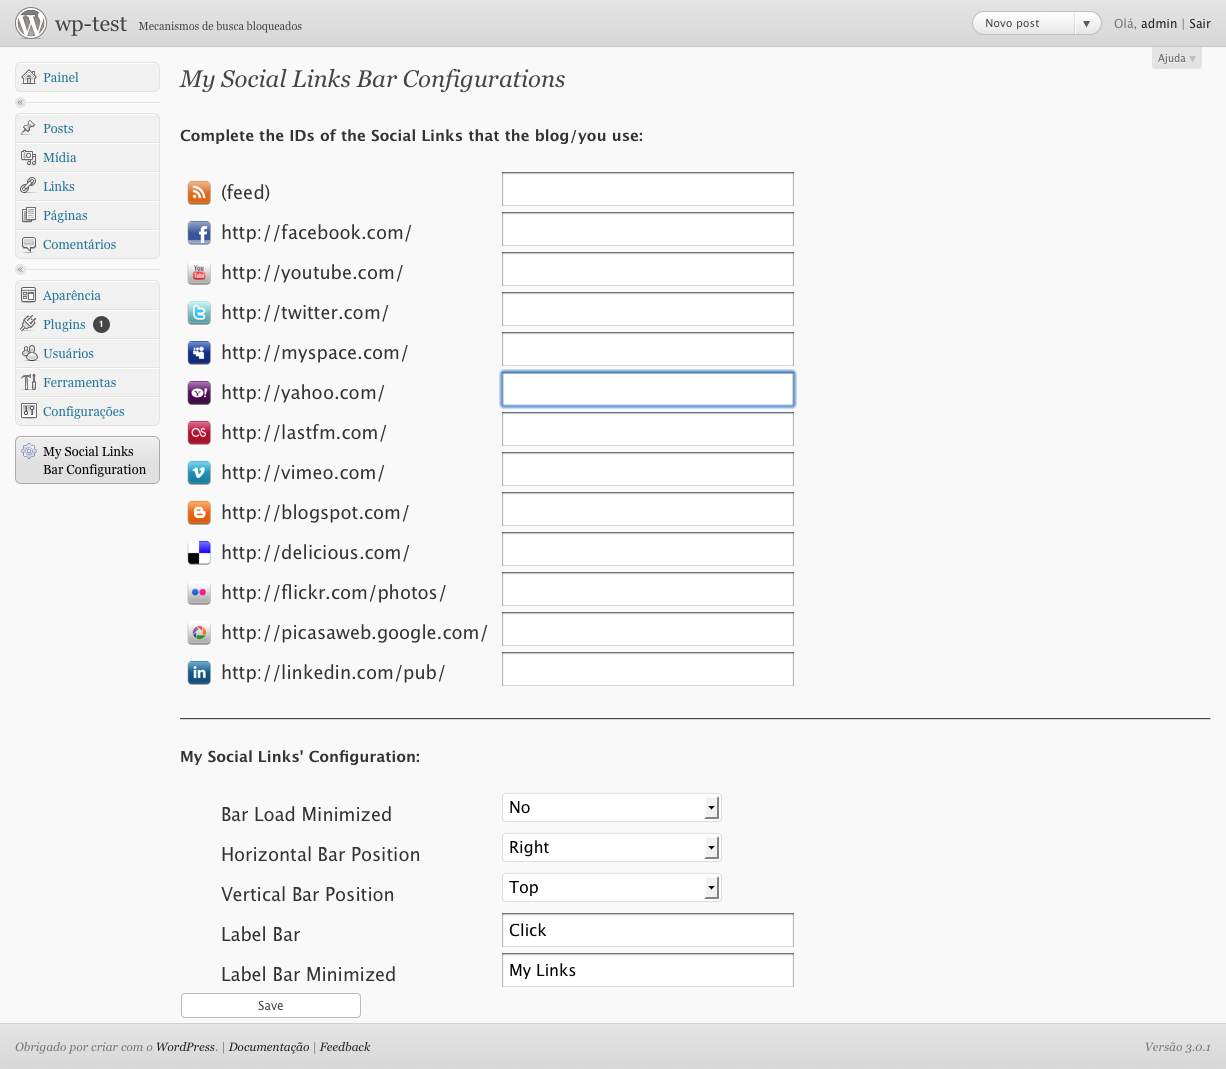 wp-test Mecanismos de busca bloqueados Novo post Olá, admin | Sair
Ajuda
My Social Links Bar Configurations
Painel
Posts
Mídia
Links
Páginas
Comentários
Aparência
Plugins 1
Usuários
Ferramentas
Configurações
My Social Links
Bar Configuration
Complete the IDs of the Social Links that the blog/you use:
(feed)
http://facebook.com/
http://youtube.com/
http://twitter.com/
http://myspace.com/
http://yahoo.com/
http://lastfm.com/
http://vimeo.com/
http://blogspot.com/
http://delicious.com/
http://flickr.com/photos/
http://picasaweb.google.com/
http://linkedin.com/pub/
My Social Links' Configuration:
Bar Load Minimized No
Horizontal Bar Position Right
Vertical Bar Position Top
Label Bar Click
Label Bar Minimized My Links
Save
Obrigado por criar com o WordPress. | Documentação | Feedback Versão 3.0.1